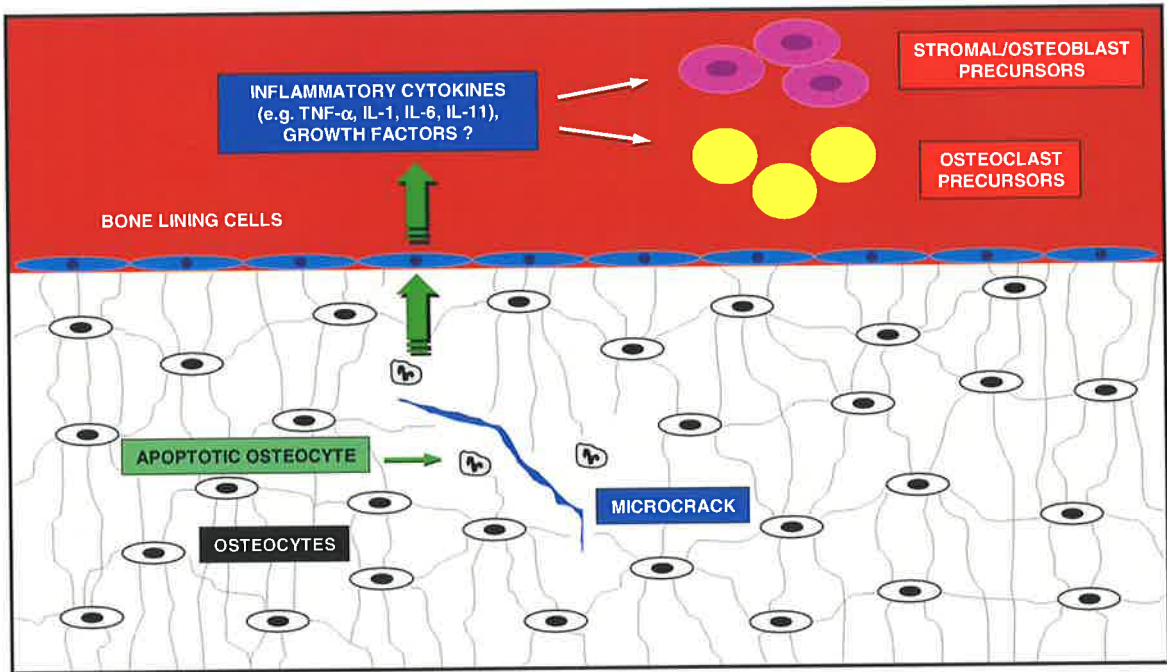 INFLAMMATORY CYTOKINES
(e.g. TNF-α, IL-1, IL-6, IL-11),
GROWTH FACTORS ?
STROMAL/OSTEOBLAST
PRECURSORS
OSTEOCLAST
PRECURSORS
BONE LINING CELLS
APOPTOTIC OSTEOCYTE
MICROCRACK
OSTEOCYTES